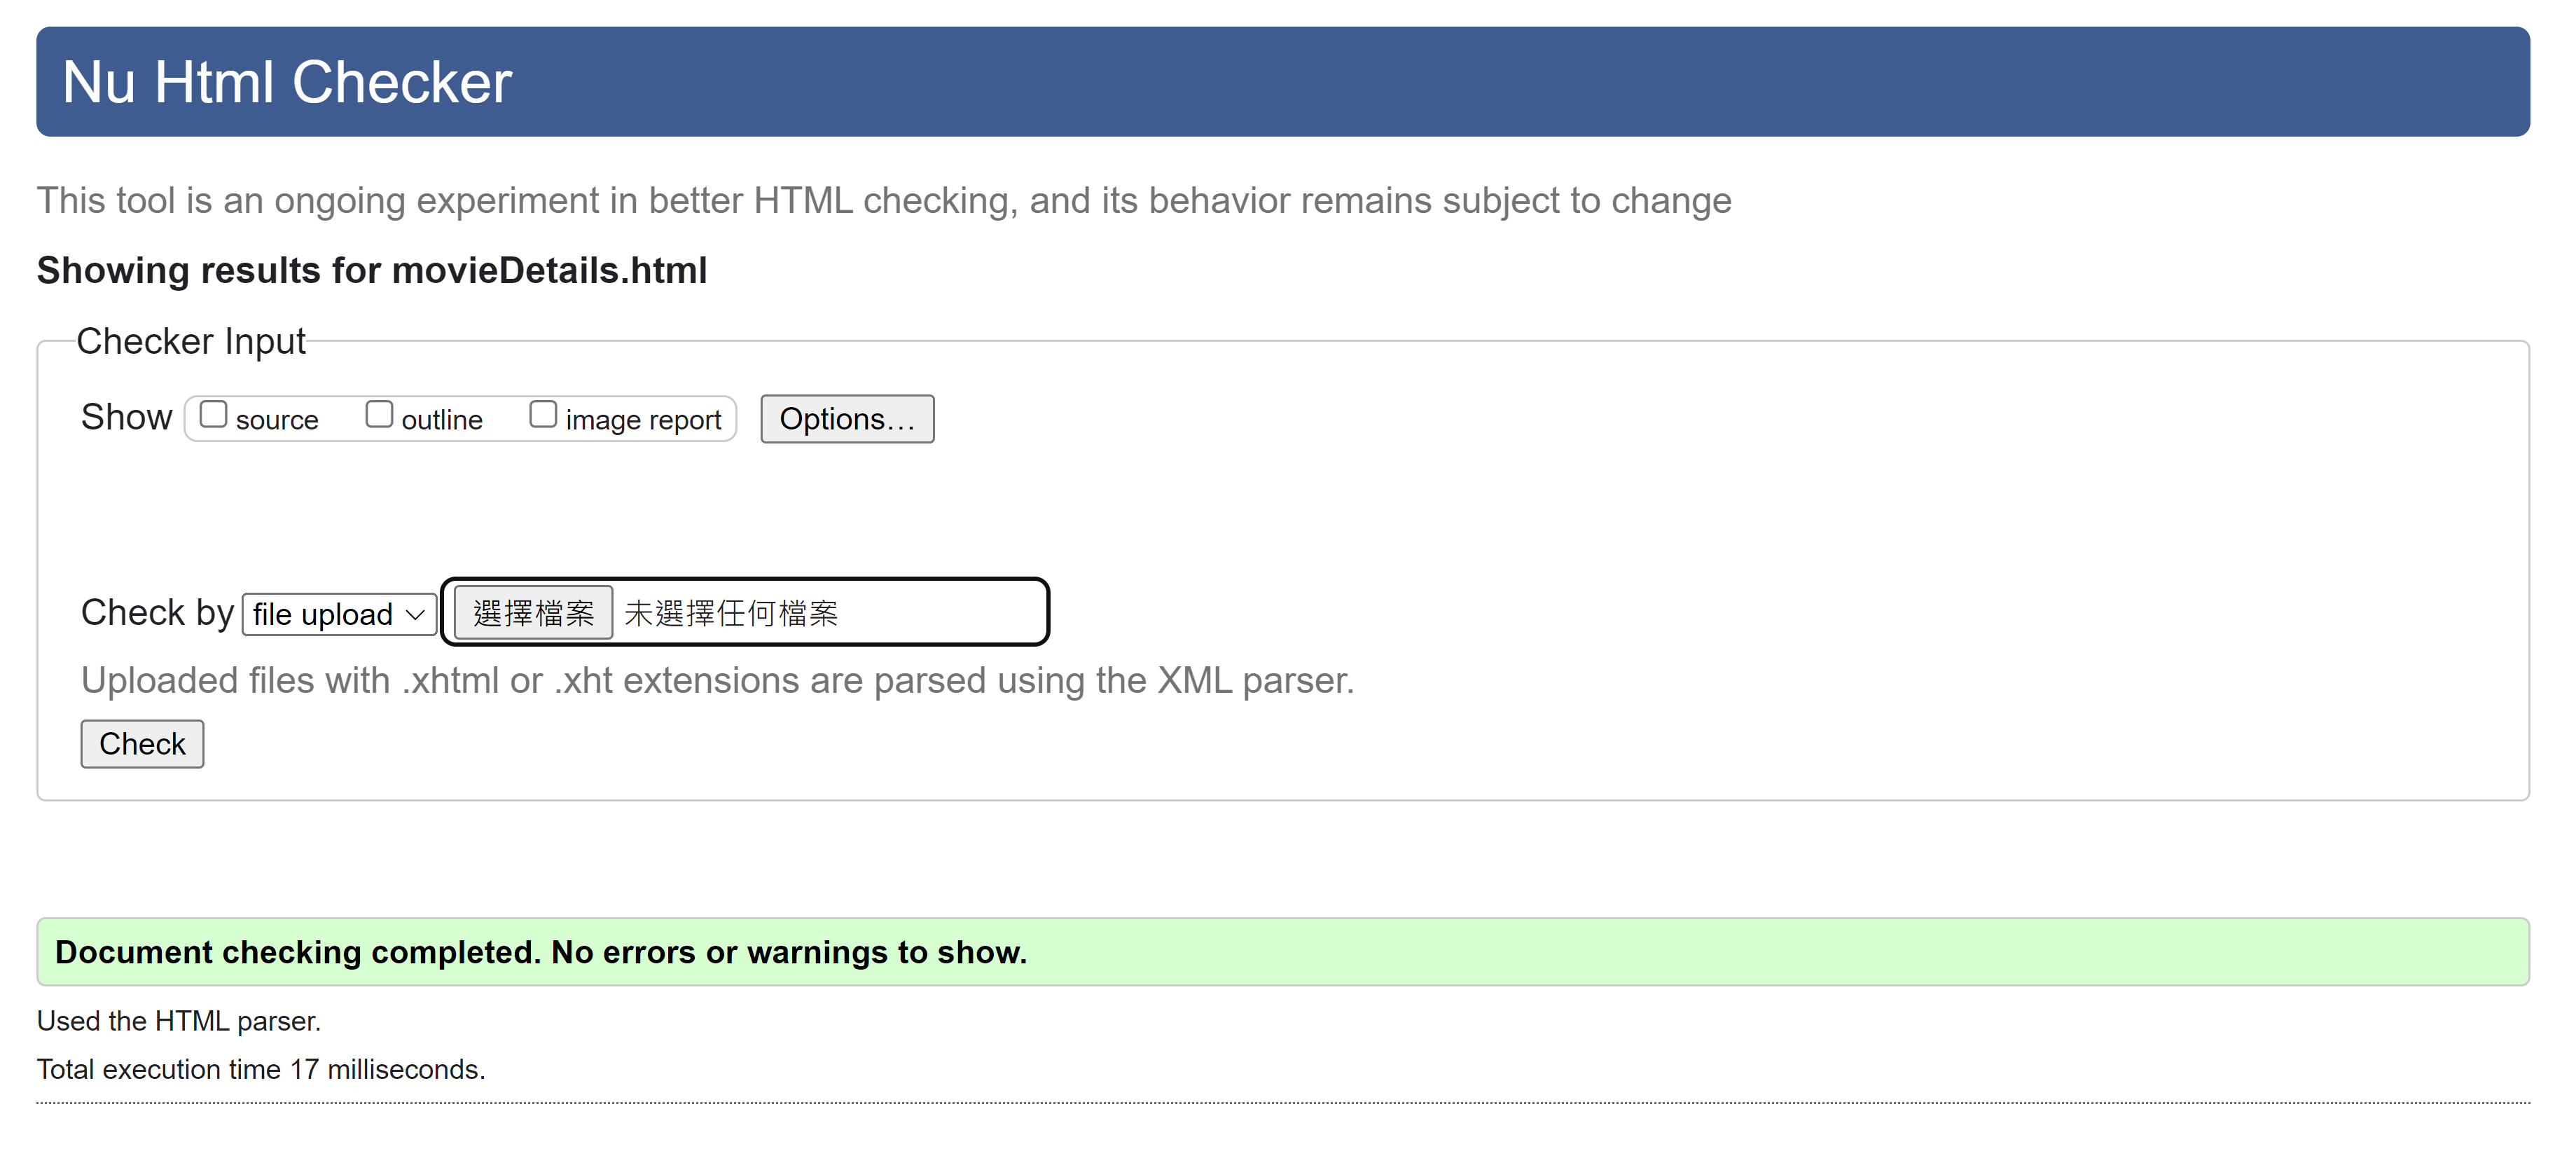 Nu Html Checker
This tool is an ongoing experiment in better HTML checking, and its behavior remains subject to change
Showing results for movieDetails.html
Checker Input
Show source outline image report Options...
Check by file upload 選擇檔案 未選擇任何檔案
Uploaded files with .xhtml or .xht extensions are parsed using the XML parser.
Check
Document checking completed. No errors or warnings to show.
Used the HTML parser.
Total execution time 17 milliseconds.